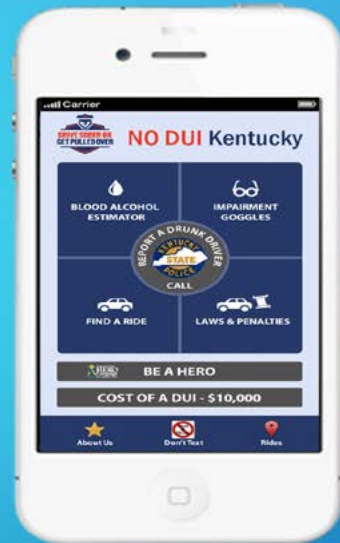 Carrier
DRIVE SOBER OR
GET PULLED OVER
NO DUI Kentucky
BLOOD ALCOHOL
ESTIMATOR
IMPAIRMENT
GOGGLES
REPORT A DRUNK DRIVER
KENTUCKY
STATE
POLICE
CALL
FIND A RIDE
LAWS & PENALTIES
BE A HERO
COST OF A DUI - $10,000
About Us
Don't Text
Rides